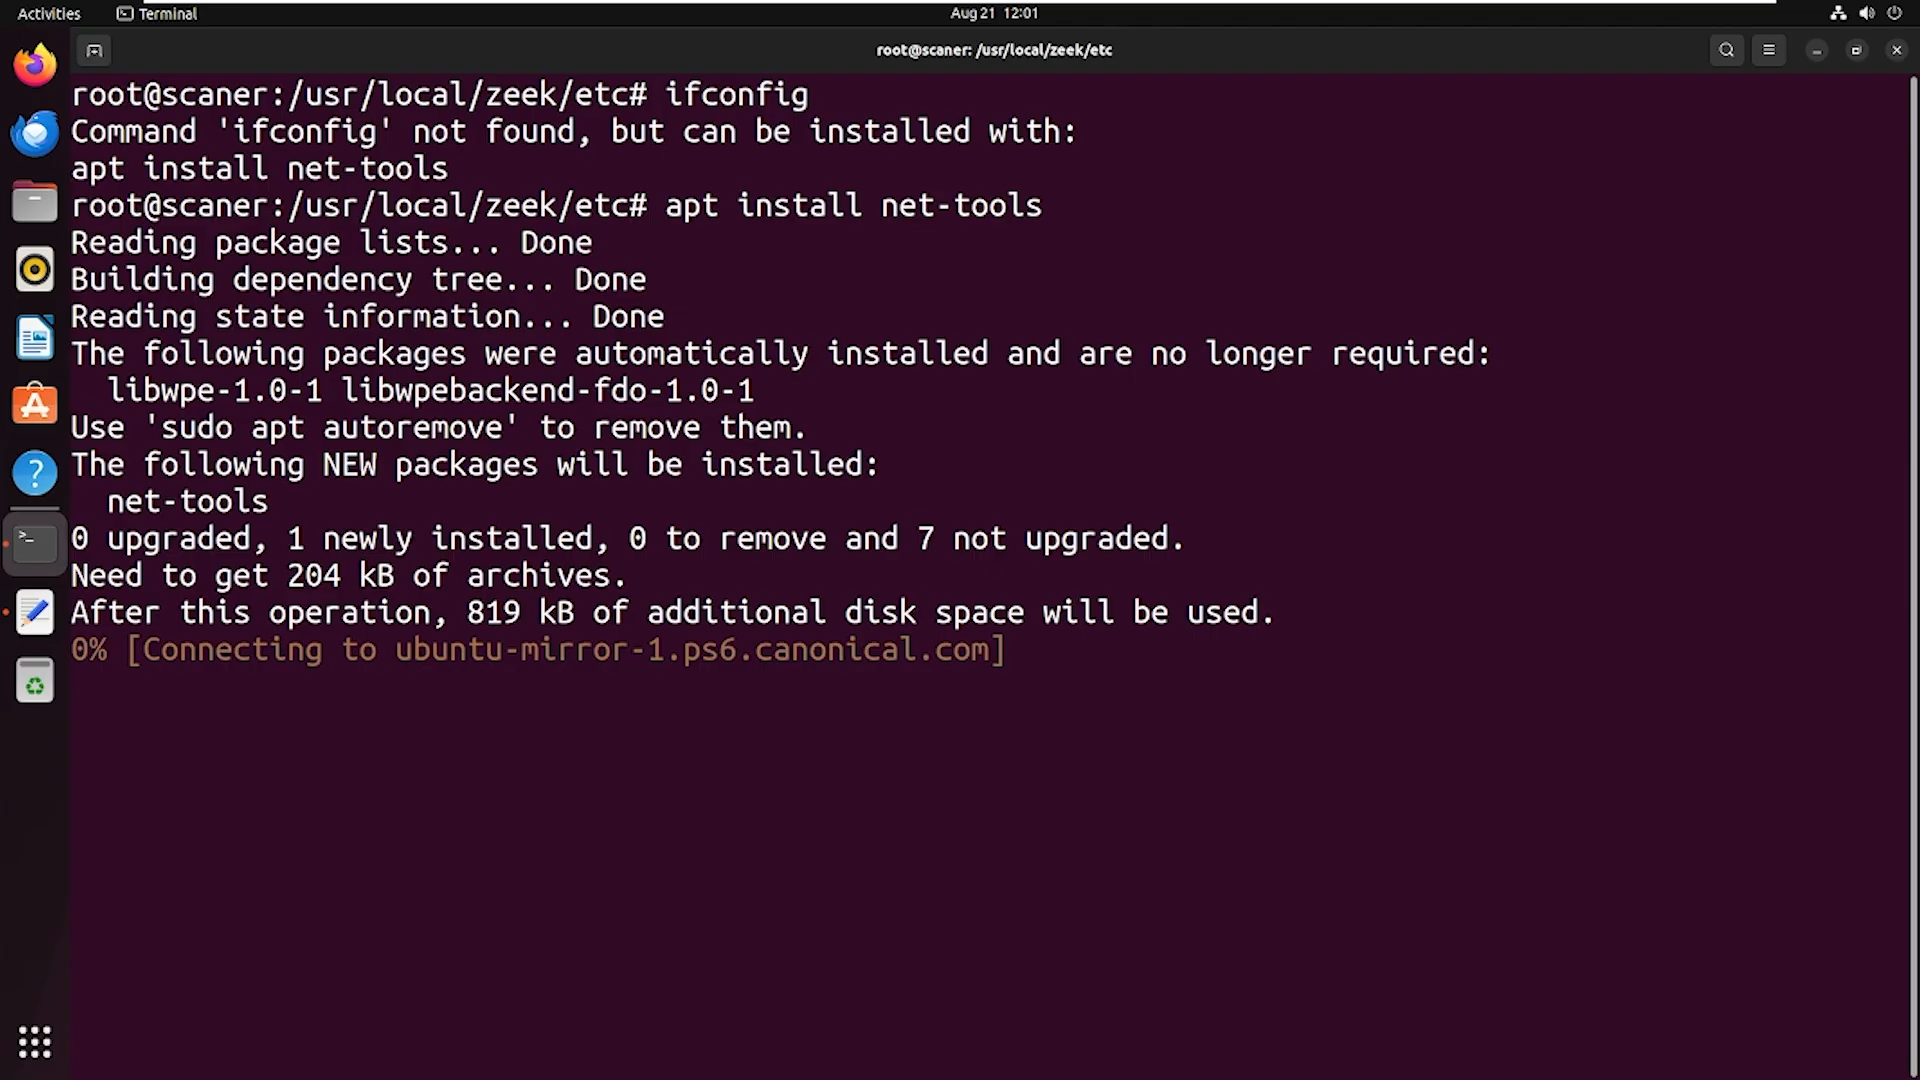 Activities Terminal Aug 21 12:01
root@scaner: /usr/local/zeek/etc
root@scaner:/usr/local/zeek/etc# ifconfig
Command 'ifconfig' not found, but can be installed with:
apt install net-tools
root@scaner:/usr/local/zeek/etc# apt install net-tools
Reading package lists... Done
Building dependency tree... Done
Reading state information... Done
The following packages were automatically installed and are no longer required:
  libwpe-1.0-1 libwpebackend-fdo-1.0-1
Use 'sudo apt autoremove' to remove them.
The following NEW packages will be installed:
  net-tools
0 upgraded, 1 newly installed, 0 to remove and 7 not upgraded.
Need to get 204 kB of archives.
After this operation, 819 kB of additional disk space will be used.
0% [Connecting to ubuntu-mirror-1.ps6.canonical.com]